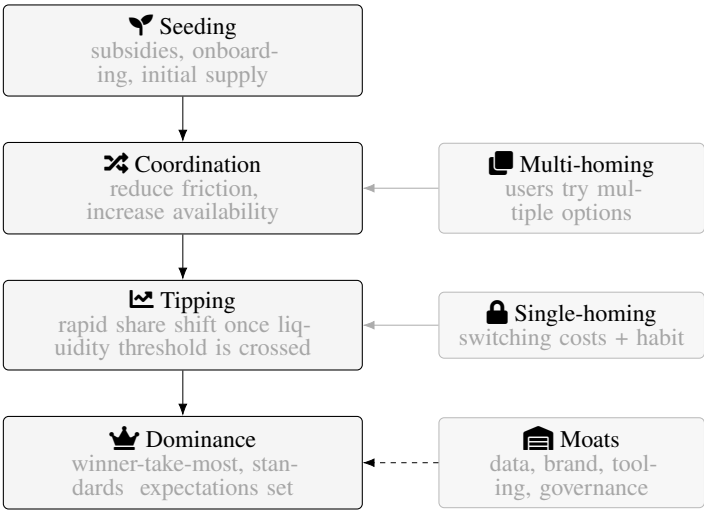 Seeding
subsidies, onboard-
ing, initial supply
Coordination
reduce friction,
increase availability
Multi-homing
users try mul-
tiple options
Tipping
rapid share shift once liq-
uidity threshold is crossed
Single-homing
switching costs + habit
Dominance
winner-take-most, stan-
dards expectations set
Moats
data, brand, tool-
ing, governance